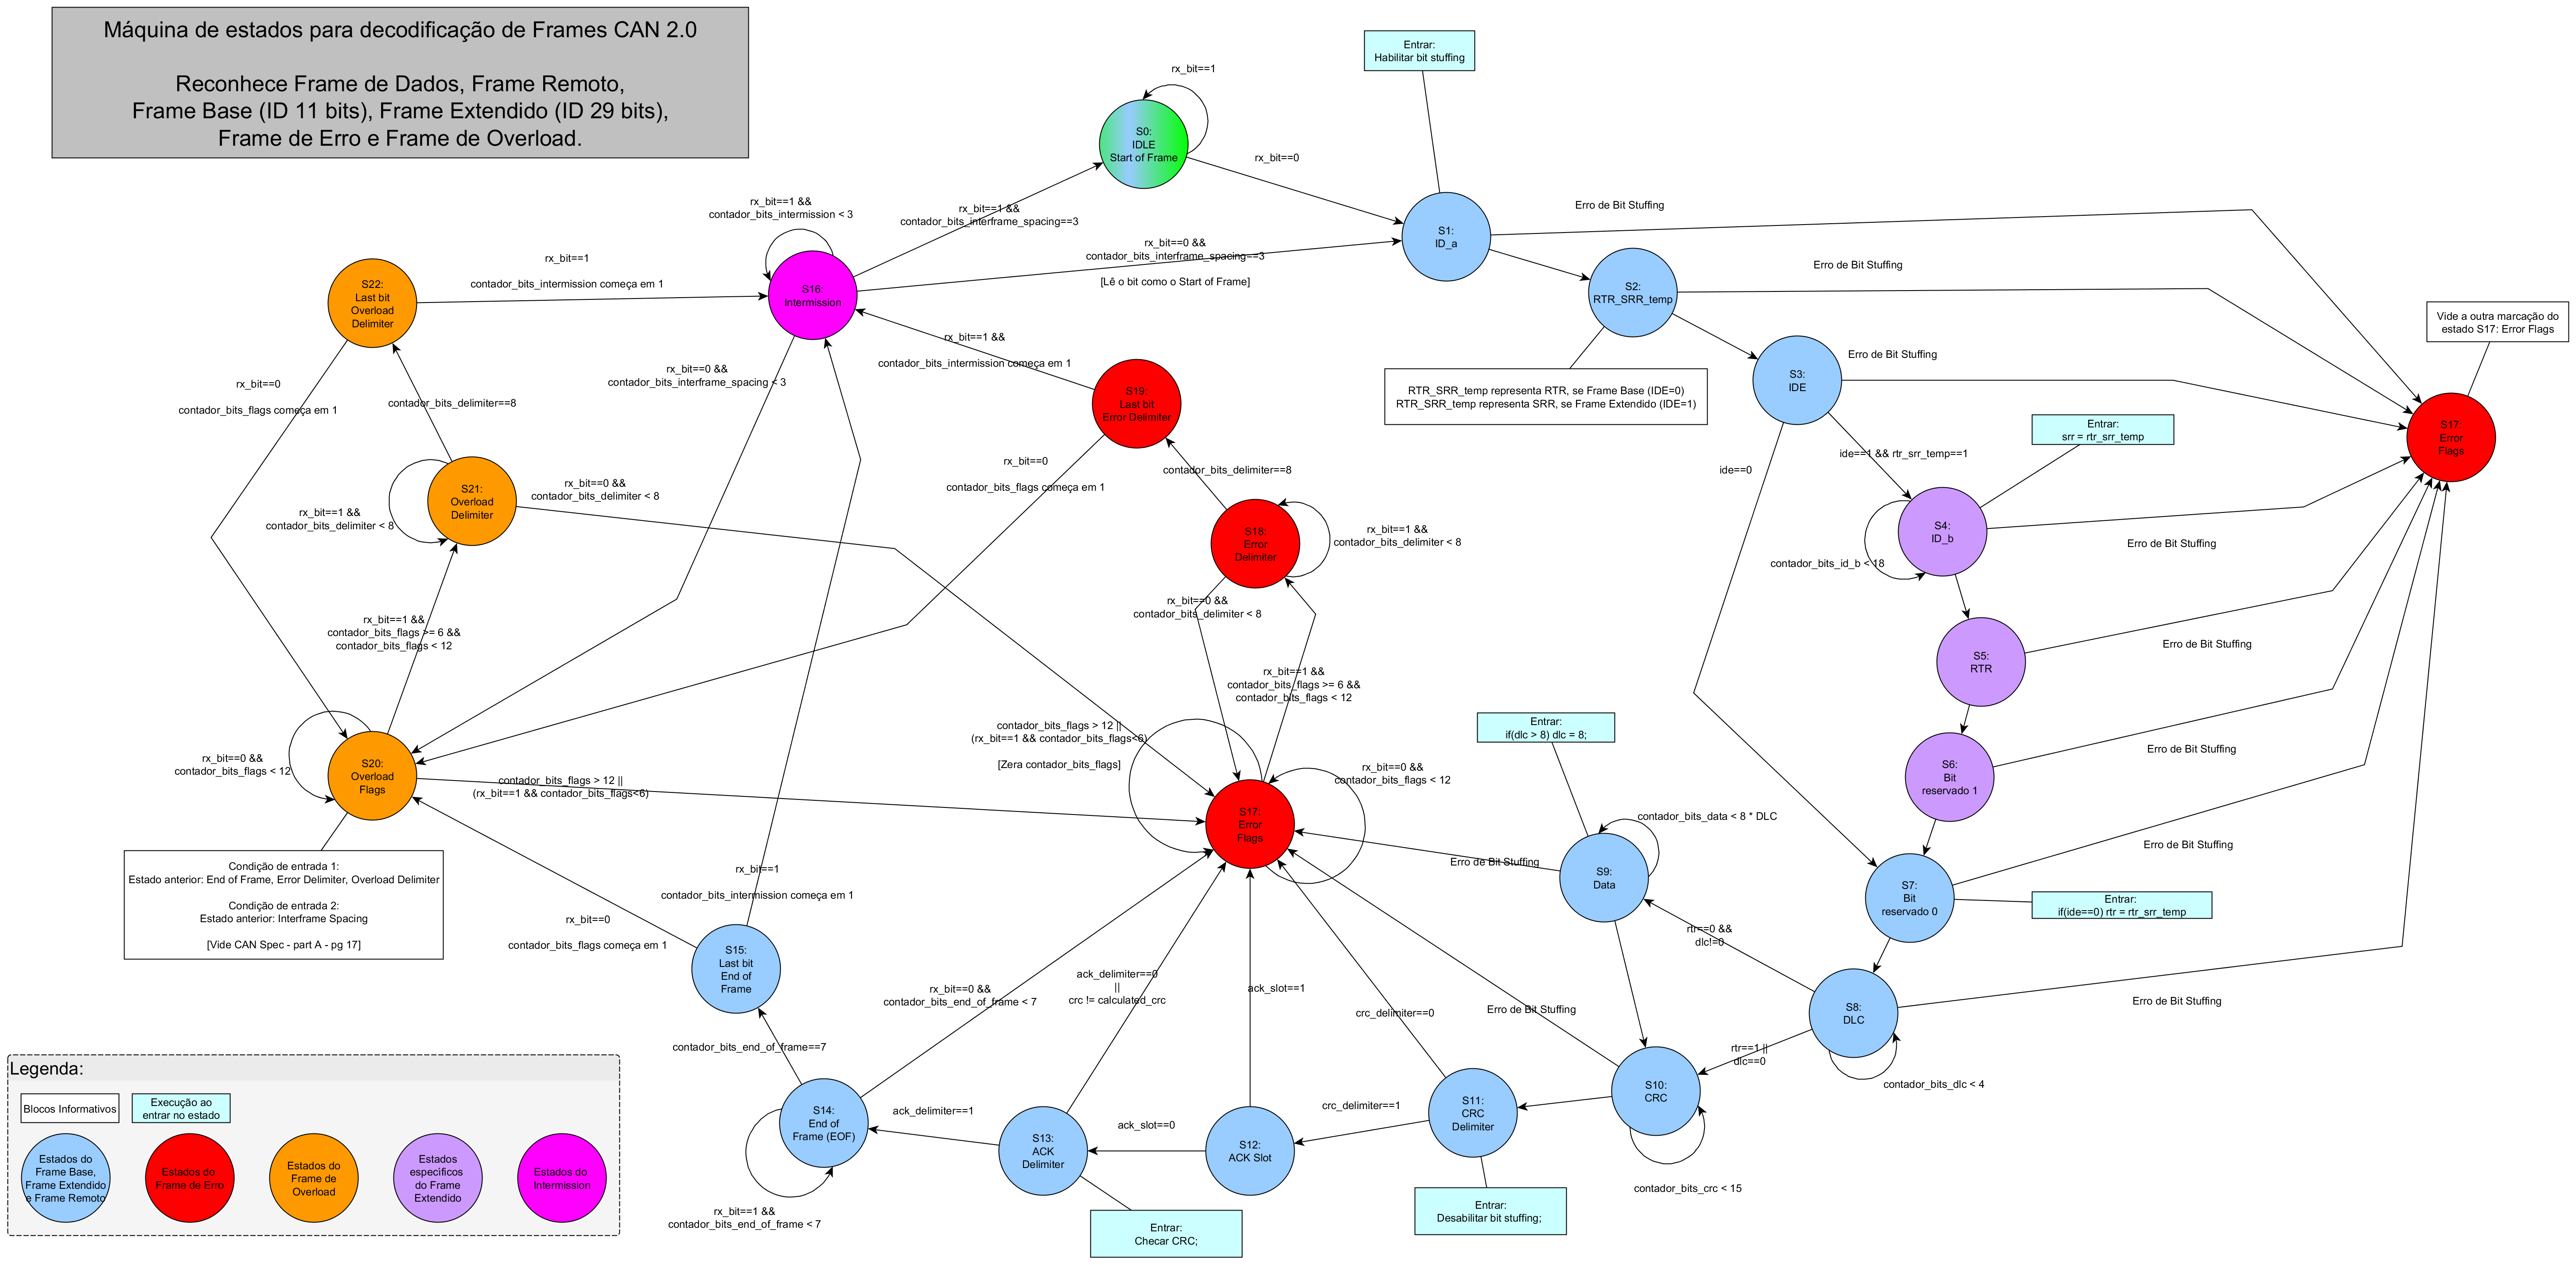 Máquina de estados para decodificação de Frames CAN 2.0
Reconhece Frame de Dados, Frame Remoto,
Frame Base (ID 11 bits), Frame Extendido (ID 29 bits),
Frame de Erro e Frame de Overload.
Entrar:
Habilitar bit stuffing
rx_bit==1
S0:
IDLE
Start of Frame
rx_bit==0
rx_bit==1 &&
contador_bits_intermission < 3
rx_bit==1 &&
contador_bits_interframe_spacing==3
rx_bit==0 &&
contador_bits_interframe_spacing==3
[Lê o bit como o Start of Frame]
S1:
ID_a
Erro de Bit Stuffing
S2:
RTR_SRR_temp
Erro de Bit Stuffing
RTR_SRR_temp representa RTR, se Frame Base (IDE=0)
RTR_SRR_temp representa SRR, se Frame Extendido (IDE=1)
S3:
IDE
Erro de Bit Stuffing
Vide a outra marcação do
estado S17: Error Flags
S17:
Error
Flags
S22:
Last bit
Overload
Delimiter
rx_bit==1
contador_bits_intermission começa em 1
S16:
Intermission
rx_bit==1 &&
contador_bits_intermission começa em 1
rx_bit==0 &&
contador_bits_interframe_spacing < 3
rx_bit==0
contador_bits_flags começa em 1
contador_bits_delimiter==8
S19:
Last bit
Error Delimiter
rx_bit==0
contador_bits_flags começa em 1
contador_bits_delimiter==8
S21:
Overload
Delimiter
rx_bit==1 &&
contador_bits_delimiter < 8
rx_bit==0 &&
contador_bits_delimiter < 8
S18:
Error
Delimiter
rx_bit==1 &&
contador_bits_delimiter < 8
rx_bit==0 &&
contador_bits_delimiter < 8
ide==0
ide==1 && rtr_srr_temp==1
Entrar:
srr = rtr_srr_temp
S4:
ID_b
contador_bits_id_b < 18
Erro de Bit Stuffing
S5:
RTR
Erro de Bit Stuffing
S6:
Bit
reservado 1
Erro de Bit Stuffing
S7:
Bit
reservado 0
Erro de Bit Stuffing
Entrar:
if(ide==0) rtr = rtr_srr_temp
rx_bit==1 &&
contador_bits_flags >= 6 &&
contador_bits_flags < 12
rx_bit==1 &&
contador_bits_flags >= 6 &&
contador_bits_flags < 12
S20:
Overload
Flags
rx_bit==0 &&
contador_bits_flags < 12
contador_bits_flags > 12 ||
(rx_bit==1 && contador_bits_flags<6)
contador_bits_flags > 12 ||
(rx_bit==1 && contador_bits_flags<6)
[Zera contador_bits_flags]
rx_bit==0 &&
contador_bits_flags < 12
S17:
Error
Flags
Entrar:
if(dlc > 8) dlc = 8;
contador_bits_data < 8 * DLC
S9:
Data
Erro de Bit Stuffing
Condição de entrada 1:
Estado anterior: End of Frame, Error Delimiter, Overload Delimiter
Condição de entrada 2:
Estado anterior: Interframe Spacing
[Vide CAN Spec - part A - pg 17]
rx_bit==1
contador_bits_intermission começa em 1
rx_bit==0
contador_bits_flags começa em 1
S15:
Last bit
End of
Frame
rx_bit==0 &&
contador_bits_end_of_frame < 7
ack_delimiter==0
||
crc != calculated_crc
ack_slot==1
crc_delimiter==0
Erro de Bit Stuffing
rtr==0 &&
dlc!=0
S8:
DLC
Erro de Bit Stuffing
rtr==1 ||
dlc==0
contador_bits_dlc < 4
contador_bits_end_of_frame==7
S14:
End of
Frame (EOF)
ack_delimiter==1
S13:
ACK
Delimiter
ack_slot==0
S12:
ACK Slot
crc_delimiter==1
S11:
CRC
Delimiter
S10:
CRC
contador_bits_crc < 15
rx_bit==1 &&
contador_bits_end_of_frame < 7
Entrar:
Checar CRC;
Entrar:
Desabilitar bit stuffing;
Legenda:
Blocos Informativos
Execução ao
entrar no estado
Estados do
Frame Base,
Frame Extendido
e Frame Remoto
Estados do
Frame de Erro
Estados do
Frame de
Overload
Estados
específicos
do Frame
Extendido
Estados do
Intermission